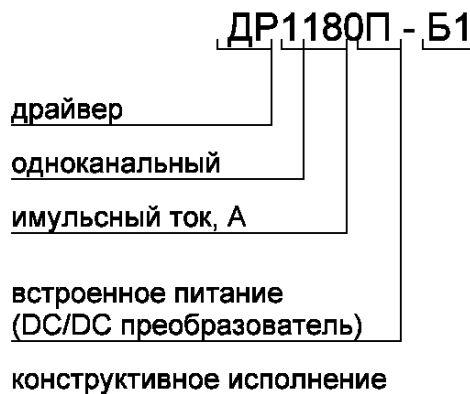 ДР1180П - Б1
драйвер
одноканальный
имульсный ток, А
встроенное питание
(DC/DC преобразователь)
конструктивное исполнение